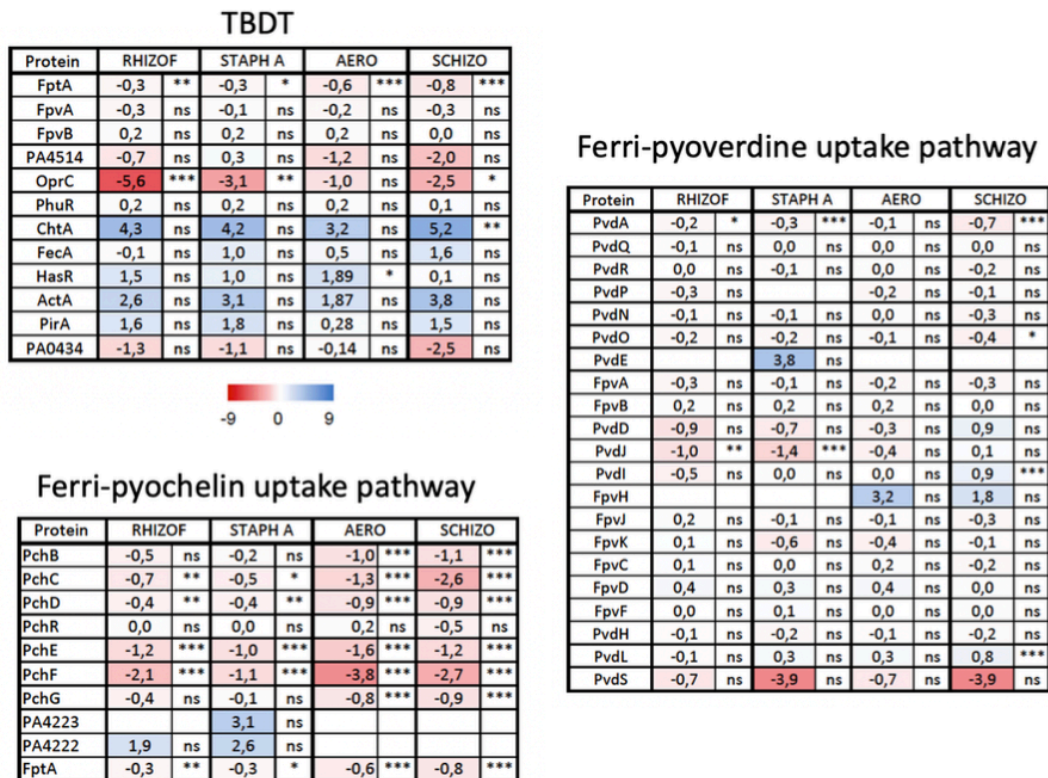 TBDT
Protein RHIZOF STAPH A AERO SCHIZO
FptA -0,3 ** -0,3 * -0,6 *** -0,8 ***
FpvA -0,3 ns -0,1 ns -0,2 ns -0,3 ns
FpvB 0,2 ns 0,2 ns 0,2 ns 0,0 ns
PA4514 -0,7 ns 0,3 ns -1,2 ns -2,0 ns
OprC -5,6 *** -3,1 ** -1,0 ns -2,5 *
PhuR 0,2 ns 0,2 ns 0,2 ns 0,1 ns
ChtA 4,3 ns 4,2 ns 3,2 ns 5,2 **
FecA -0,1 ns 1,0 ns 0,5 ns 1,6 ns
HasR 1,5 ns 1,0 ns 1,89 * 0,1 ns
ActA 2,6 ns 3,1 ns 1,87 ns 3,8 ns
PirA 1,6 ns 1,8 ns 0,28 ns 1,5 ns
PA0434 -1,3 ns -1,1 ns -0,14 ns -2,5 ns
-9 0 9
Ferri-pyochelin uptake pathway
Protein RHIZOF STAPH A AERO SCHIZO
PchB -0,5 ns -0,2 ns -1,0 *** -1,1 ***
PchC -0,7 ** -0,5 * -1,3 *** -2,6 ***
PchD -0,4 ** -0,4 ** -0,9 *** -0,9 ***
PchR 0,0 ns 0,0 ns 0,2 ns -0,5 ns
PchE -1,2 *** -1,0 *** -1,6 *** -1,2 ***
PchF -2,1 *** -1,1 *** -3,8 *** -2,7 ***
PchG -0,4 ns -0,1 ns -0,8 *** -0,9 ***
PA4223 3,1 ns
PA4222 1,9 ns 2,6 ns
FptA -0,3 ** -0,3 * -0,6 *** -0,8 ***
Ferri-pyoverdine uptake pathway
Protein RHIZOF STAPH A AERO SCHIZO
PvdA -0,2 * -0,3 *** -0,1 ns -0,7 ***
PvdQ -0,1 ns 0,0 ns 0,0 ns 0,0 ns
PvdR 0,0 ns -0,1 ns 0,0 ns -0,2 ns
PvdP -0,3 ns -0,2 ns -0,1 ns
PvdN -0,1 ns -0,1 ns 0,0 ns -0,3 ns
PvdO -0,2 ns -0,2 ns -0,1 ns -0,4 *
PvdE 3,8 ns
FpvA -0,3 ns -0,1 ns -0,2 ns -0,3 ns
FpvB 0,2 ns 0,2 ns 0,2 ns 0,0 ns
PvdD -0,9 ns -0,7 ns -0,3 ns 0,9 ns
PvdJ -1,0 ** -1,4 *** -0,4 ns 0,1 ns
PvdI -0,5 ns 0,0 ns 0,0 ns 0,9 ***
FpvH 3,2 ns 1,8 ns
FpvJ 0,2 ns -0,1 ns -0,1 ns -0,3 ns
FpvK 0,1 ns -0,6 ns -0,4 ns -0,1 ns
FpvC 0,1 ns 0,0 ns 0,2 ns -0,2 ns
FpvD 0,4 ns 0,3 ns 0,4 ns 0,0 ns
FpvF 0,0 ns 0,1 ns 0,0 ns 0,0 ns
PvdH -0,1 ns -0,2 ns -0,1 ns -0,2 ns
PvdL -0,1 ns 0,3 ns 0,3 ns 0,8 ***
PvdS -0,7 ns -3,9 ns -0,7 ns -3,9 ns